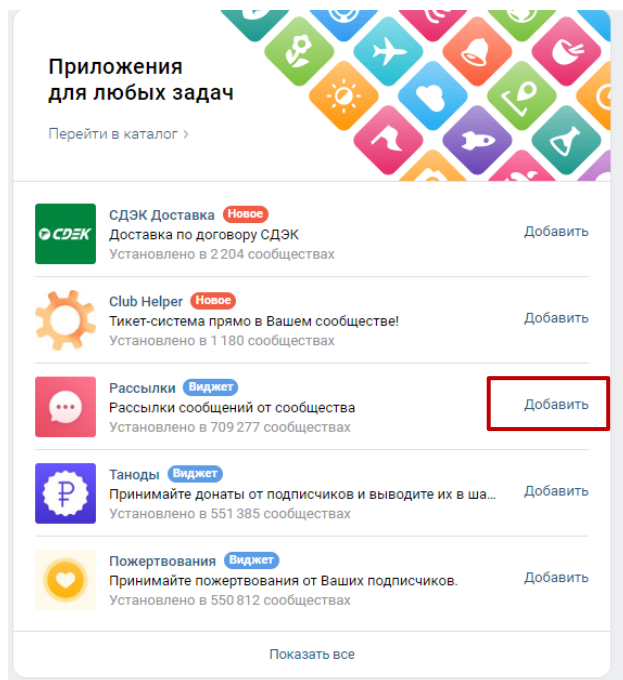 Приложения
для любых задач
Перейти в каталог >
СДЭК Доставка Новое
CDEK
Доставка по договору СДЭК
Добавить
Установлено в 2 204 сообществах
Club Helper Новое
Тикет-система прямо в Вашем сообществе!
Добавить
Установлено в 1 180 сообществах
Рассылки Виджет
Рассылки сообщений от сообщества
Добавить
Установлено в 709 277 сообществах
Таноды Виджет
Принимайте донаты от подписчиков и выводите их в ша...
Добавить
Установлено в 551 385 сообществах
Пожертвования Виджет
Принимайте пожертвования от Ваших подписчиков.
Добавить
Установлено в 550 812 сообществах
Показать все